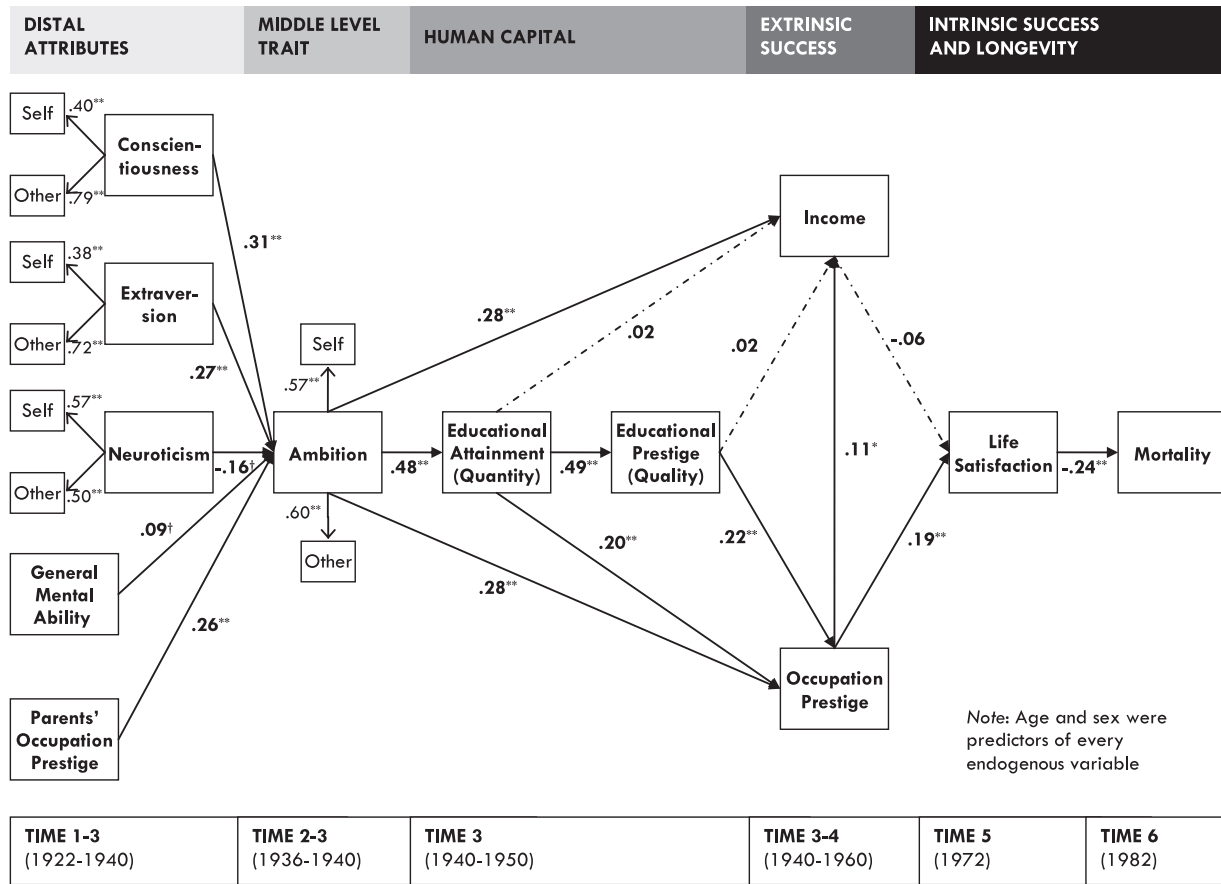 DISTAL
ATTRIBUTES
MIDDLE LEVEL
TRAIT
HUMAN CAPITAL
EXTRINSIC
SUCCESS
INTRINSIC SUCCESS
AND LONGEVITY
Self
.40**
Conscien-
tiousness
Other
.79**
.31**
Self
.38**
Extraver-
sion
Other
.72**
.27**
Self
.57**
Neuroticism
-.16†
Other
.50**
.09†
General
Mental
Ability
.26**
Parents'
Occupation
Prestige
Self
.57**
Ambition
.60**
Other
.48**
.28**
.28**
Educational
Attainment
(Quantity)
.49**
.02
.20**
Educational
Prestige
(Quality)
.02
.22**
Income
-.06
.11*
Occupation
Prestige
.19**
Life
Satisfaction
-.24**
Mortality
Note: Age and sex were
predictors of every
endogenous variable
TIME 1-3
(1922-1940)
TIME 2-3
(1936-1940)
TIME 3
(1940-1950)
TIME 3-4
(1940-1960)
TIME 5
(1972)
TIME 6
(1982)